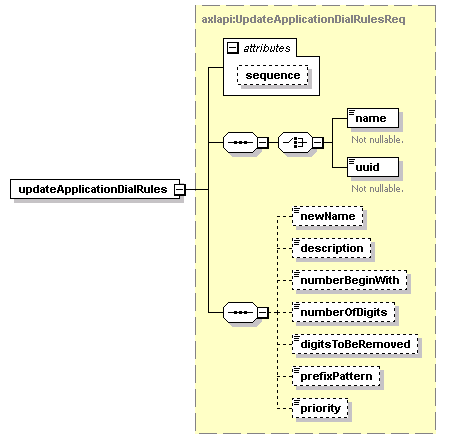 axlapi:UpdateApplicationDialRulesReq
attributes
sequence
name
Not nullable.
uuid
Not nullable.
updateApplicationDialRules
newName
description
numberBeginWith
numberOfDigits
digitsToBeRemoved
prefixPattern
priority